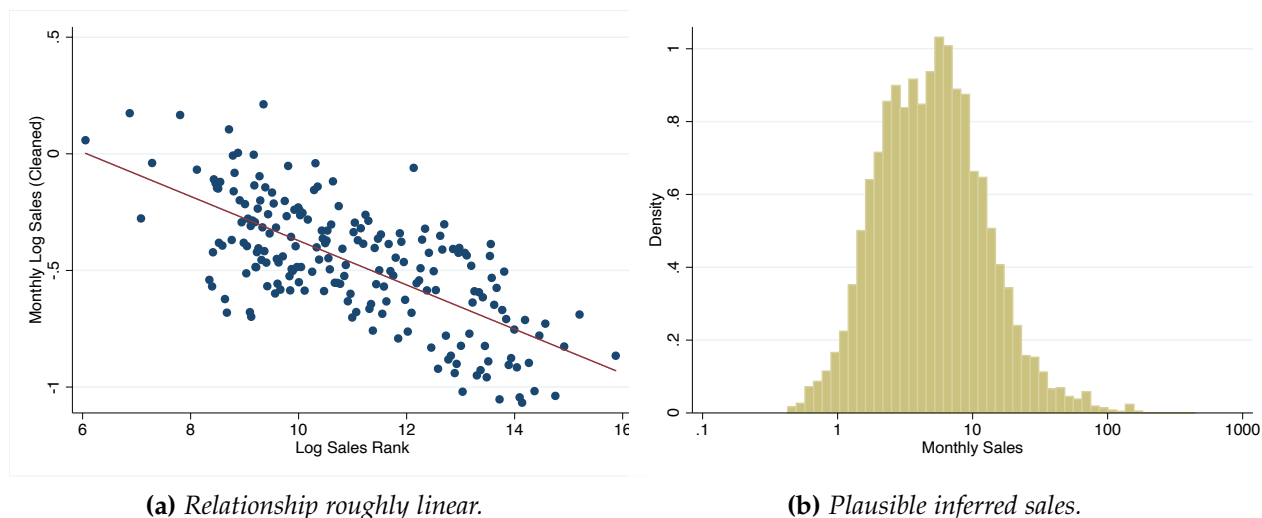 .5
0
-.5
-1
Monthly Log Sales (Cleaned)
6 8 10 12 14 16
Log Sales Rank
1
.8
.6
.4
.2
0
Density
.1 1 10 100 1000
Monthly Sales
(a) Relationship roughly linear.
(b) Plausible inferred sales.